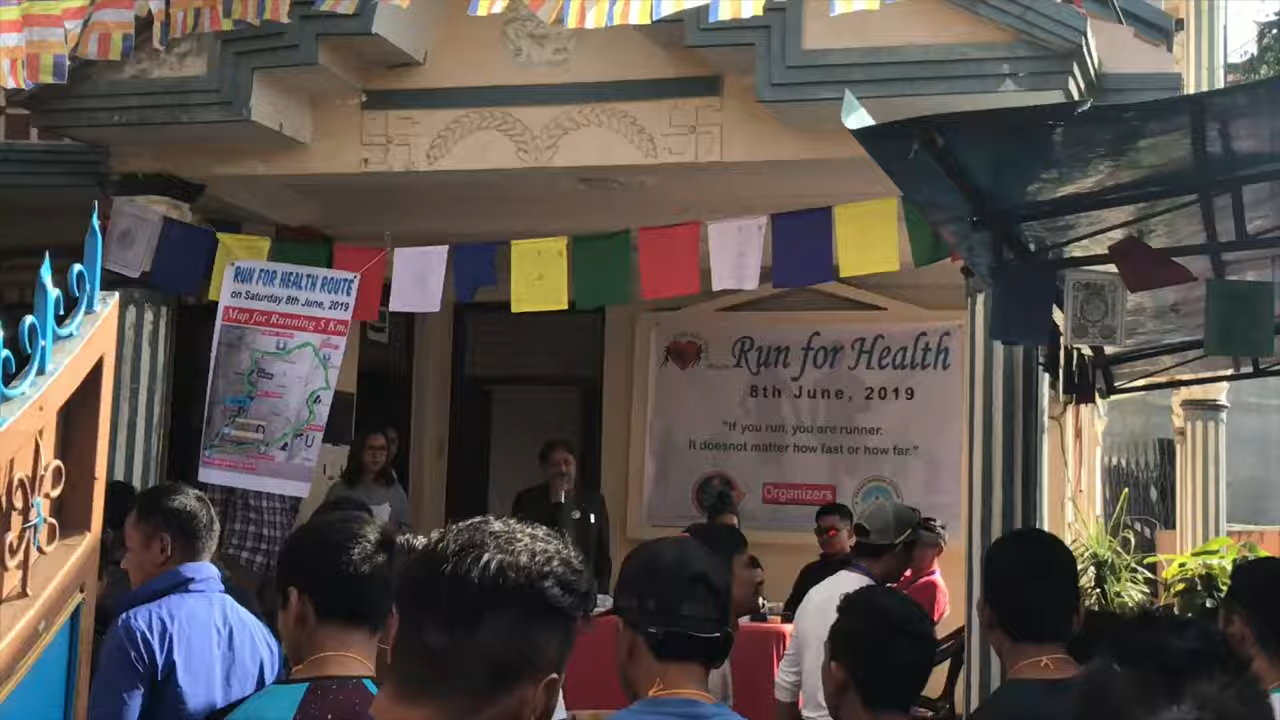 RUN FOR HEALTH ROUTE
on Saturday 8th June, 2019
Map for Running 5 Km.
Run for Health
8th June, 2019
"If you run, you are runner.
It doesnot matter how fast or how far."
Organizers